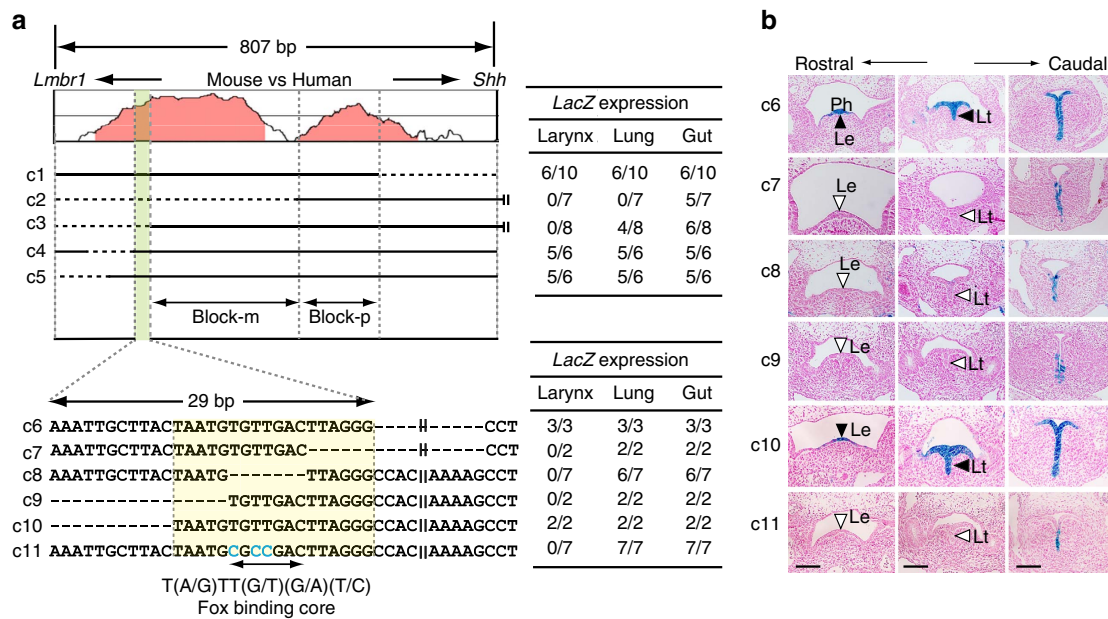 a
807 bp
Lmbr1 Mouse vs Human Shh
c1
c2
c3
c4
c5
Block-m Block-p
LacZ expression
Larynx Lung Gut
6/10 6/10 6/10
0/7 0/7 5/7
0/8 4/8 6/8
5/6 5/6 5/6
5/6 5/6 5/6
29 bp
c6 AAATTGCTTACTAATGTGTTGACTTAGGG------||------CCT
c7 AAATTGCTTACTAATGTGTTGAC------------||------CCT
c8 AAATTGCTTACTAATG-------TTAGGGCCAC||AAAAGCCT
c9 ----------------TGTTGACTTAGGGCCAC||AAAAGCCT
c10 -----------TAATGTGTTGACTTAGGGCCAC||AAAAGCCT
c11 AAATTGCTTACTAATGCGCCGACTTAGGGCCAC||AAAAGCCT
T(A/G)TT(G/T)(G/A)(T/C)
Fox binding core
LacZ expression
Larynx Lung Gut
3/3 3/3 3/3
0/2 2/2 2/2
0/7 6/7 6/7
0/2 2/2 2/2
2/2 2/2 2/2
0/7 7/7 7/7
b
Rostral Caudal
c6 Ph Le Lt
c7 Le Lt
c8 Le Lt
c9 Le Lt
c10 Le Lt
c11 Le Lt